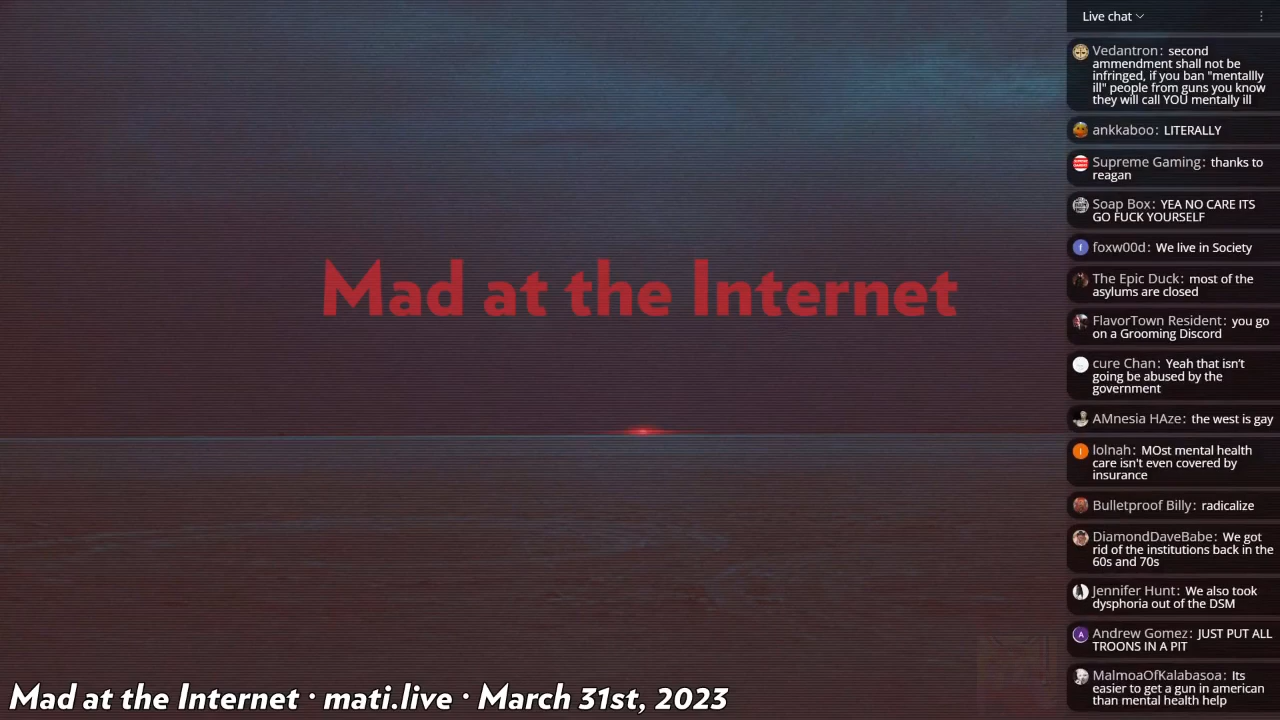 Live chat
Vedantron: second
ammendment shall not be
infringed, if you ban "mentallly
ill" people from guns you know
they will call YOU mentally ill
ankkaboo: LITERALLY
Supreme Gaming: thanks to
reagan
Soap Box: YEA NO CARE ITS
GO FUCK YOURSELF
foxw00d: We live in Society
The Epic Duck: most of the
asylums are closed
FlavorTown Resident: you go
on a Grooming Discord
cure Chan: Yeah that isn't
going be abused by the
government
AMnesia HAze: the west is gay
lolnah: MOst mental health
care isn't even covered by
insurance
Bulletproof Billy: radicalize
DiamondDaveBabe: We got
rid of the institutions back in the
60s and 70s
Jennifer Hunt: We also took
dysphoria out of the DSM
Andrew Gomez: JUST PUT ALL
TROONS IN A PIT
MalmoaOfKalabasoa: Its
easier to get a gun in american
than mental health help
Mad at the Internet
Mad at the Internet · mati.live · March 31st, 2023